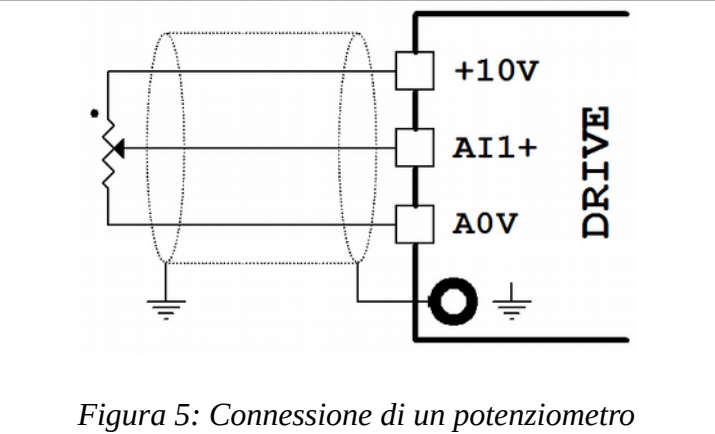 +10V
AI1+
A0V
DRIVE
Figura 5: Connessione di un potenziometro